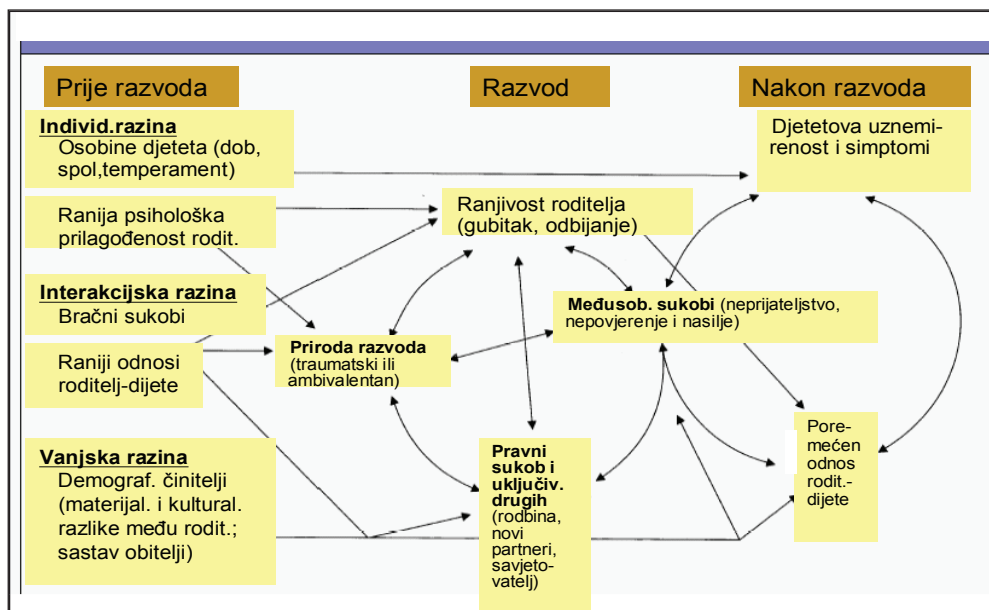 Prije razvoda
Razvod
Nakon razvoda
Individ.razina
Osobine djeteta (dob,
spol,temperament)
Ranija psihološka
prilagođenost rodit.
Interakcijska razina
Bračni sukobi
Raniji odnosi
roditelj-dijete
Vanjska razina
Demograf. činitelji
(materijal. i kultural.
razlike među rodit.;
sastav obitelji)
Ranjivost roditelja
(gubitak, odbijanje)
Priroda razvoda
(traumatski ili
ambivalentan)
Međusob. sukobi (neprijateljstvo,
nepovjerenje i nasilje)
Pravni
sukob i
uključiv.
drugih
(rodbina,
novi
partneri,
savjeto-
vatelj)
Djetetova uznemi-
renost i simptomi
Pore-
mećen
odnos
rodit.-
dijete